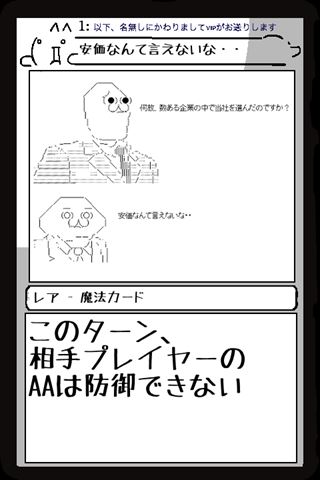 1: 以下、名無しにかわりましてVIPがお送りします
安価なんて言えないな・・
何故、数ある企業の中で当社を選んだのですか?
安価なんて言えないな・・
レア - 魔法カード
このターン、
相手プレイヤーの
AAは防御できない